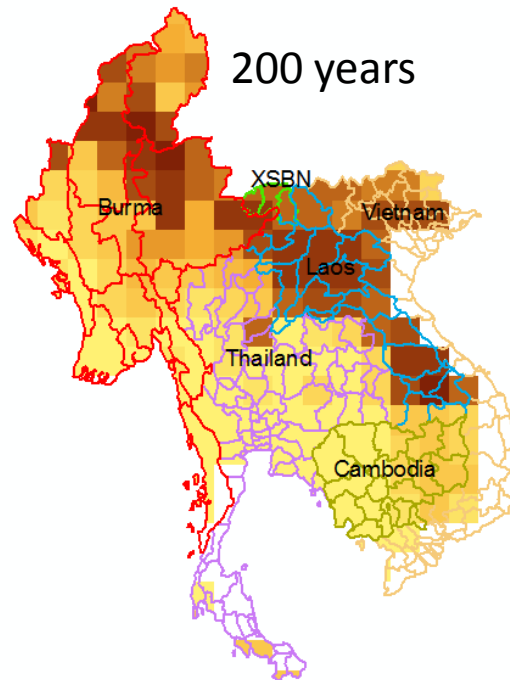 200 years
XSBN
Burma
Vietnam
Laos
Thailand
Cambodia